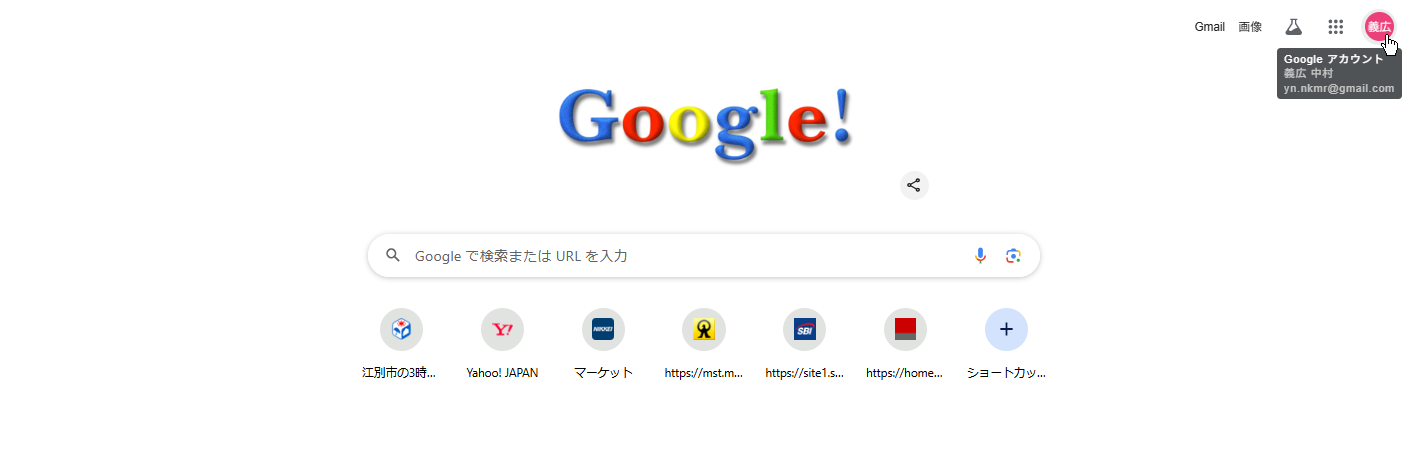 Gmail 画像
義広
Google アカウント
義広 中村
yn.nkmr@gmail.com
Google!
Google で検索または URL を入力
Y!
NIKKEI
SBI
江別市の3時...
Yahoo! JAPAN
マーケット
https://mst.m...
https://site1.s...
https://home...
ショートカッ...